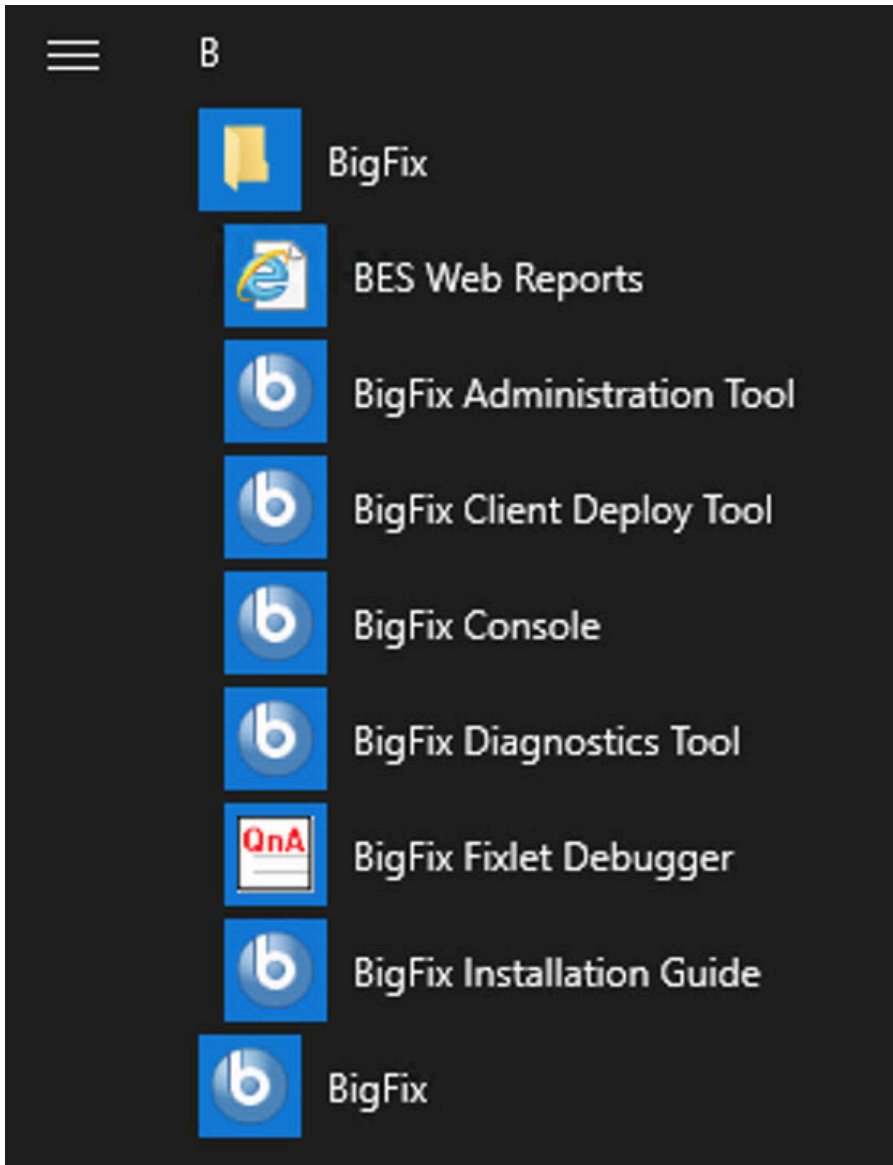 B
BigFix
BES Web Reports
BigFix Administration Tool
BigFix Client Deploy Tool
BigFix Console
BigFix Diagnostics Tool
QnA
BigFix Fixlet Debugger
BigFix Installation Guide
BigFix